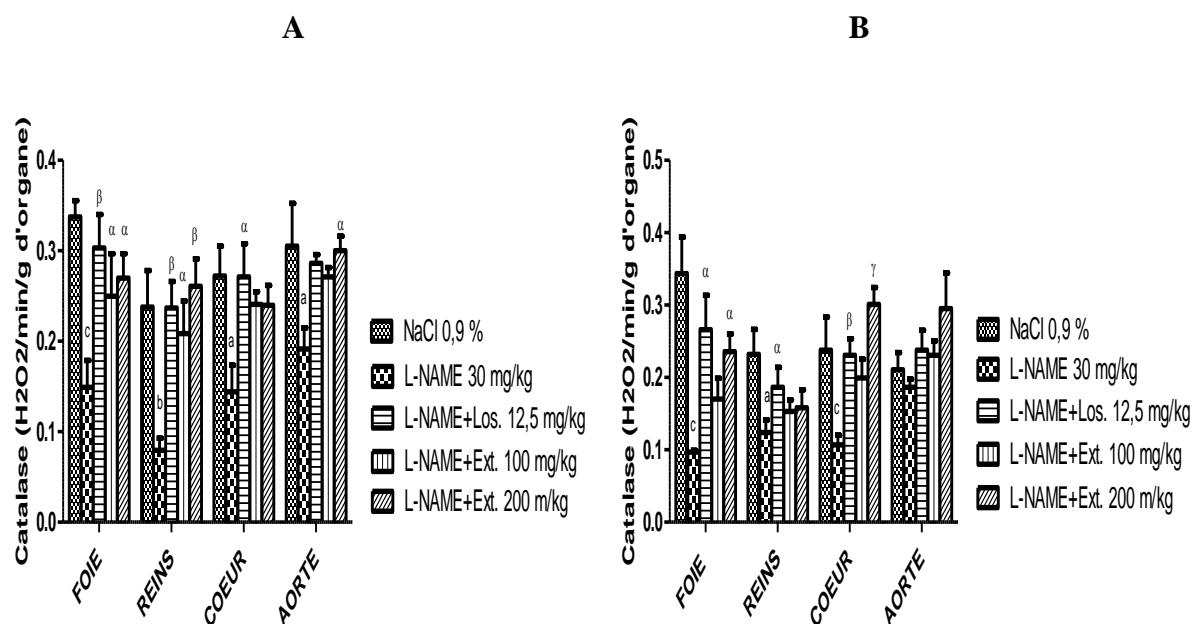 A
B
Catalase (H2O2/min/g d'organe)
0.4
0.3
0.2
0.1
0.0
β
α α
c
β
α
β
b
α
a
α
a
FOIE
REINS
COEUR
AORTE
NaCl 0,9 %
L-NAME 30 mg/kg
L-NAME+Los. 12,5 mg/kg
L-NAME+Ext. 100 mg/kg
L-NAME+Ext. 200 m/kg
Catalase (H2O2/min/g d'organe)
0.5
0.4
0.3
0.2
0.1
0.0
α
α
c
α
a
γ
β
c
FOIE
REINS
COEUR
AORTE
NaCl 0,9 %
L-NAME 30 mg/kg
L-NAME+Los. 12,5 mg/kg
L-NAME+Ext. 100 mg/kg
L-NAME+Ext. 200 m/kg